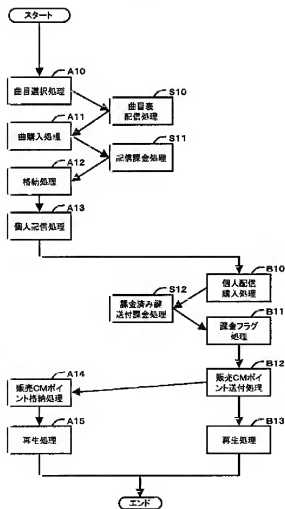 スタート
A10
曲目選択処理
S10
曲目表
配信処理
A11
曲購入処理
S11
配信課金処理
A12
格納処理
A13
個人配信処理
B10
個人配信
購入処理
S12
課金済み鍵
送付課金処理
B11
課金フラグ
処理
B12
販売CMポイ
ント送付処理
A14
販売CMポイ
ント格納処理
A15
再生処理
B13
再生処理
エンド